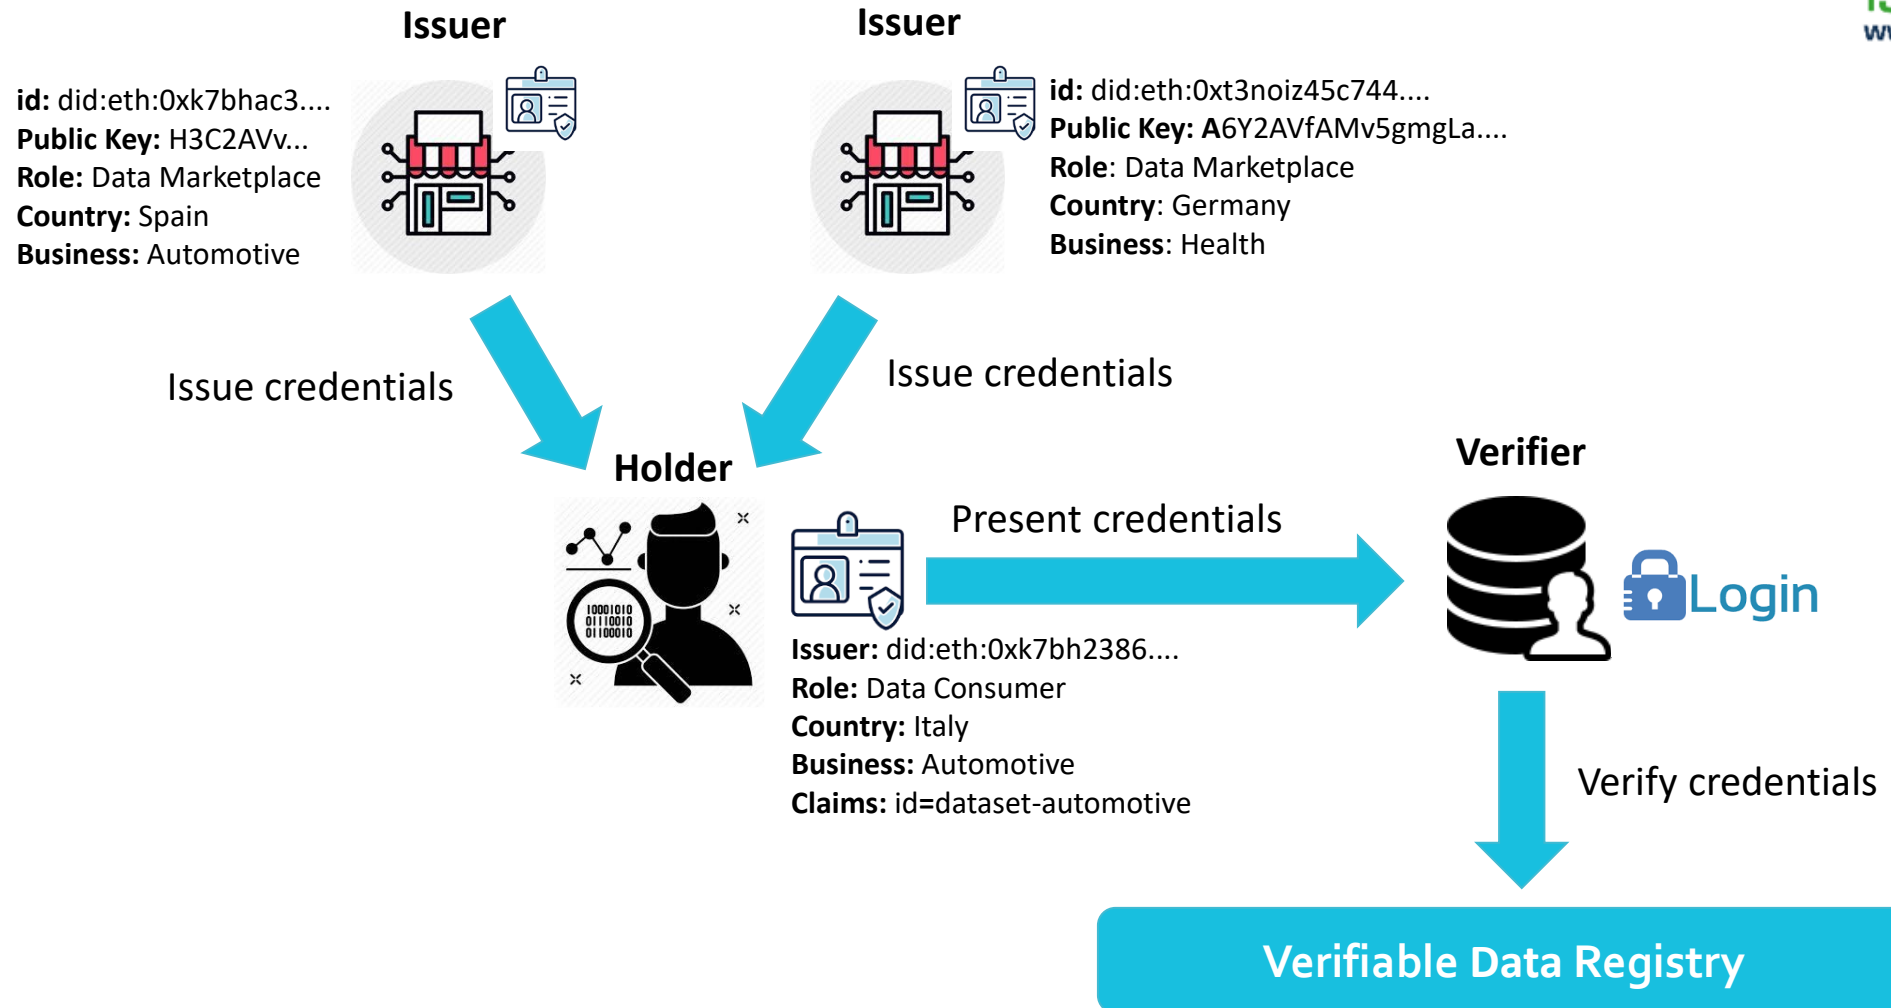 Issuer
id: did:eth:0xk7bhac3....
Public Key: H3C2AVv...
Role: Data Marketplace
Country: Spain
Business: Automotive
Issuer
id: did:eth:0xt3noiz45c744....
Public Key: A6Y2AVfAMv5gmgLa....
Role: Data Marketplace
Country: Germany
Business: Health
Issue credentials
Issue credentials
Holder
10001010
01110010
01100010
Present credentials
Verifier
Login
Issuer: did:eth:0xk7bh2386....
Role: Data Consumer
Country: Italy
Business: Automotive
Claims: id=dataset-automotive
Verify credentials
Verifiable Data Registry